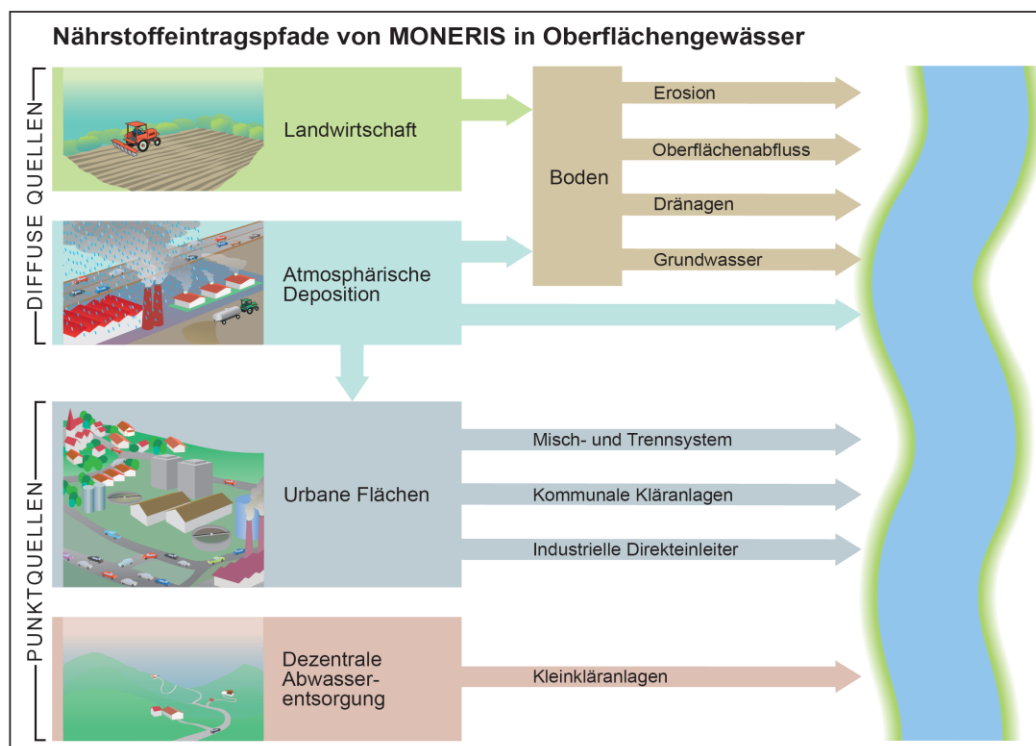 Nährstoffeintragspfade von MONERIS in Oberflächengewässer
DIFFUSE QUELLEN
Landwirtschaft
Boden
Erosion
Oberflächenabfluss
Dränagen
Grundwasser
Atmosphärische
Deposition
PUNKTQUELLEN
Urbane Flächen
Misch- und Trennsystem
Kommunale Kläranlagen
Industrielle Direkteinleiter
Dezentrale
Abwasser-
entsorgung
Kleinkläranlagen